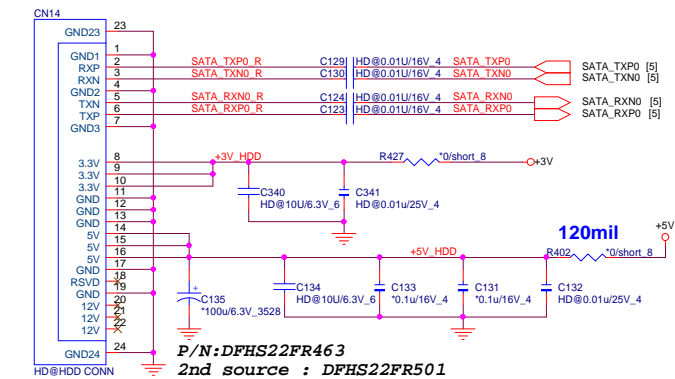 CN14
GND23 23
GND1 1
RXP 2 SATA_TXP0_R C129 HD@0.01U/16V_4 SATA_TXP0 SATA_TXP0 [5]
RXN 3 SATA_TXN0_R C130 HD@0.01U/16V_4 SATA_TXN0 SATA_TXN0 [5]
GND2 4
TXN 5 SATA_RXN0_R C124 HD@0.01U/16V_4 SATA_RXN0 SATA_RXN0 [5]
TXP 6 SATA_RXP0_R C123 HD@0.01U/16V_4 SATA_RXP0 SATA_RXP0 [5]
GND3 7
3.3V 8 +3V_HDD R427 *0/short_8 +3V
3.3V 9
3.3V 10
GND 11 C340 C341
GND 12 HD@10U/6.3V_6 HD@0.01u/25V_4
GND 13
5V 14 120mil +5V
5V 15
5V 16 +5V_HDD R402 *0/short_8
GND 17
RSVD 18
GND 19 C134 C133 C131 C132
12V 20 C135 HD@10U/6.3V_6 *0.1u/16V_4 *0.1u/16V_4 HD@0.01u/25V_4
12V 21 + *100u/6.3V_3528
12V 22
GND24 24 P/N:DFHS22FR463
HD@HDD CONN 2nd source : DFHS22FR501